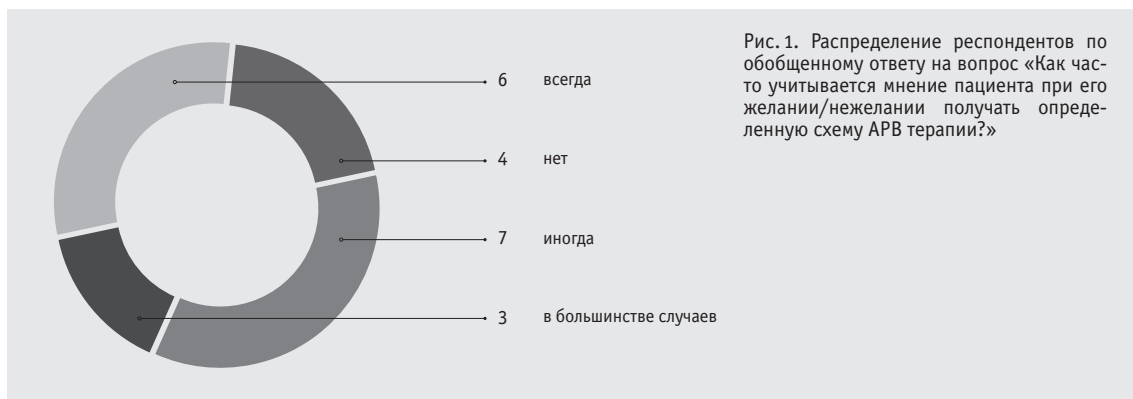 6 всегда
4 нет
7 иногда
3 в большинстве случаев
Рис. 1. Распределение респондентов по
обобщенному ответу на вопрос «Как час-
то учитывается мнение пациента при его
желании/нежелании получать опреде-
ленную схему АРВ терапии?»